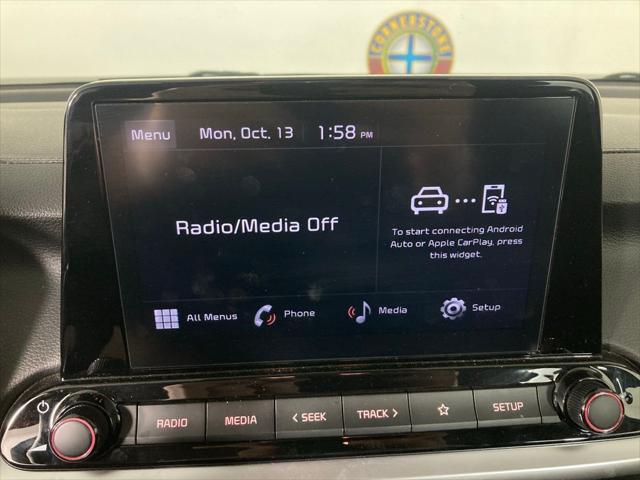 CORNERSTONE
Menu Mon, Oct. 13 1:58 PM
Radio/Media Off
To start connecting Android
Auto or Apple CarPlay, press
this widget.
All Menus Phone Media Setup
RADIO MEDIA < SEEK TRACK > SETUP